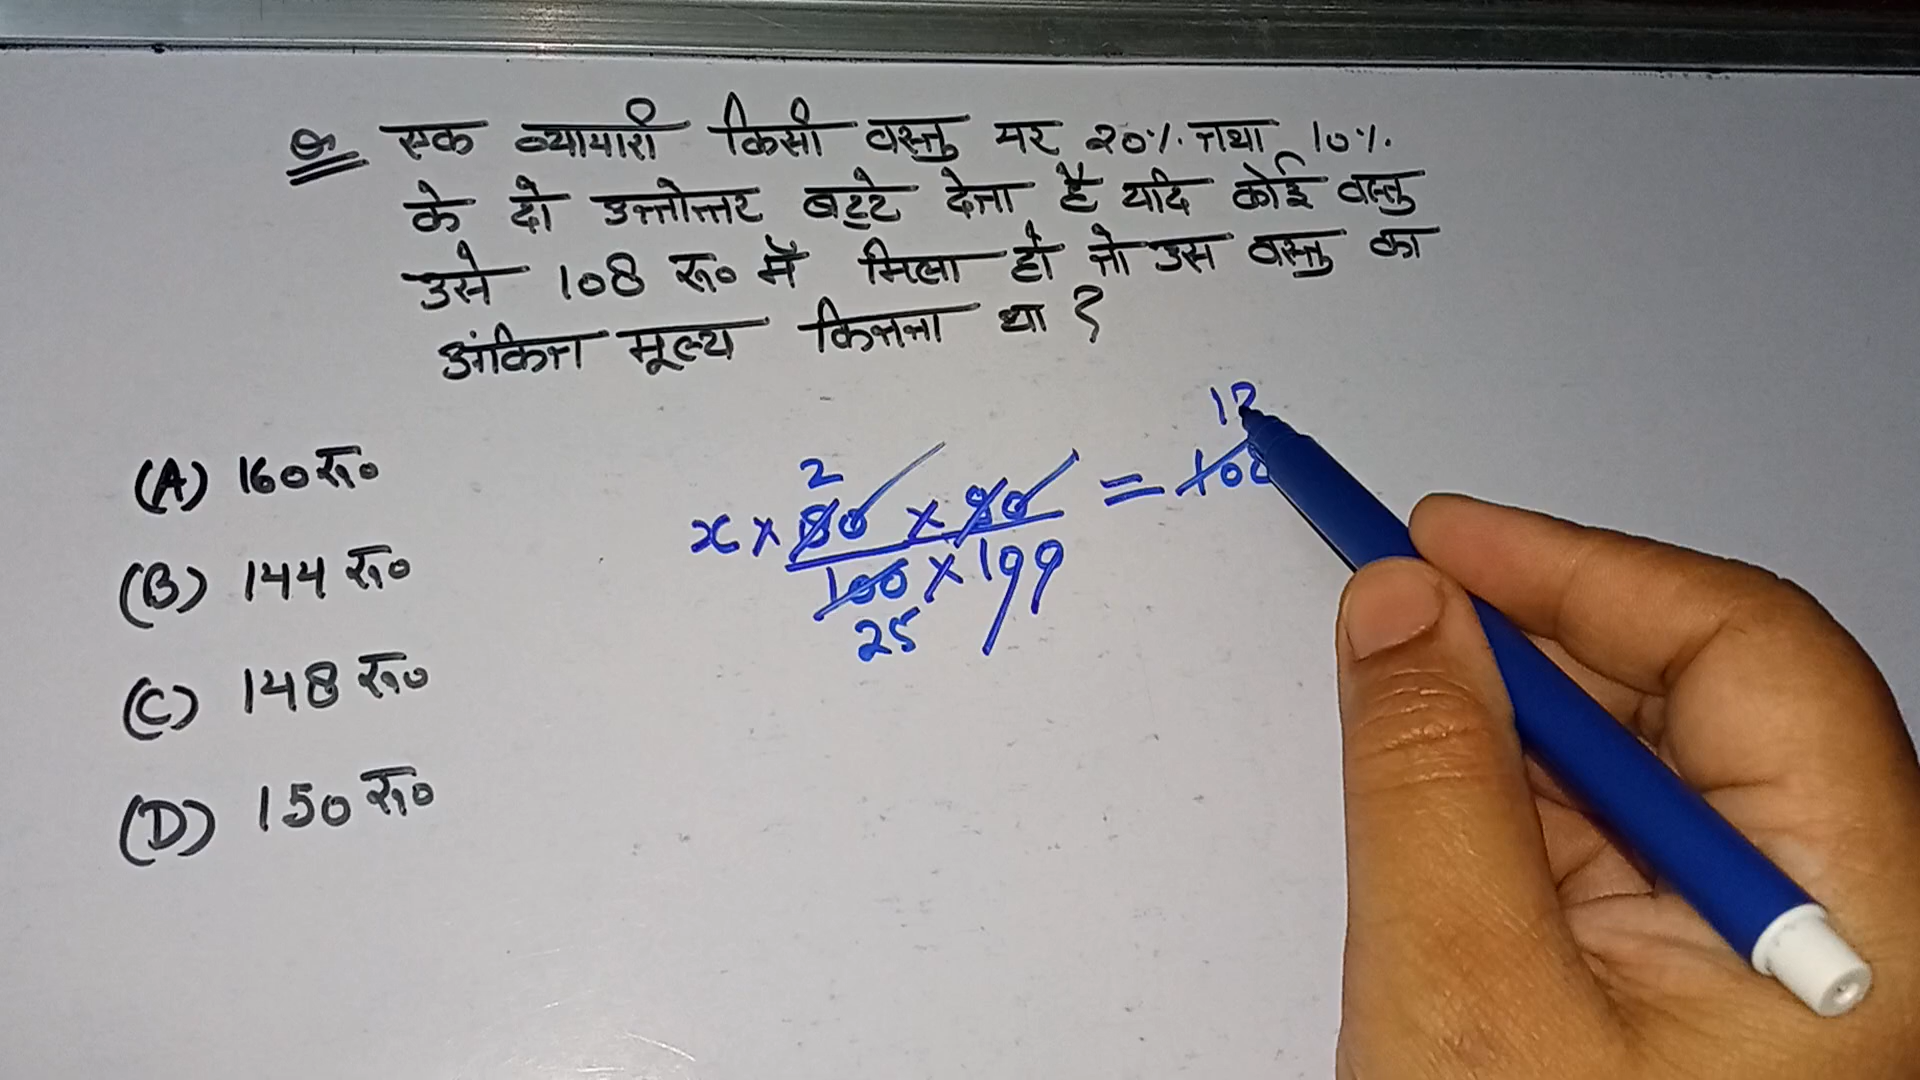 Q एक व्यापारी किसी वस्तु पर 20% तथा 10%
के दो उत्तोत्तर बट्टे देता है यदि कोई वस्तु
उसे 108 रु० में मिला हो तो उस वस्तु का
अंकित मूल्य कितना था ?
(A) 160 रु०
(B) 144 रु०
(C) 148 रु०
(D) 150 रु०
12
2
x × 80 × 90 = 108
100 × 100
25